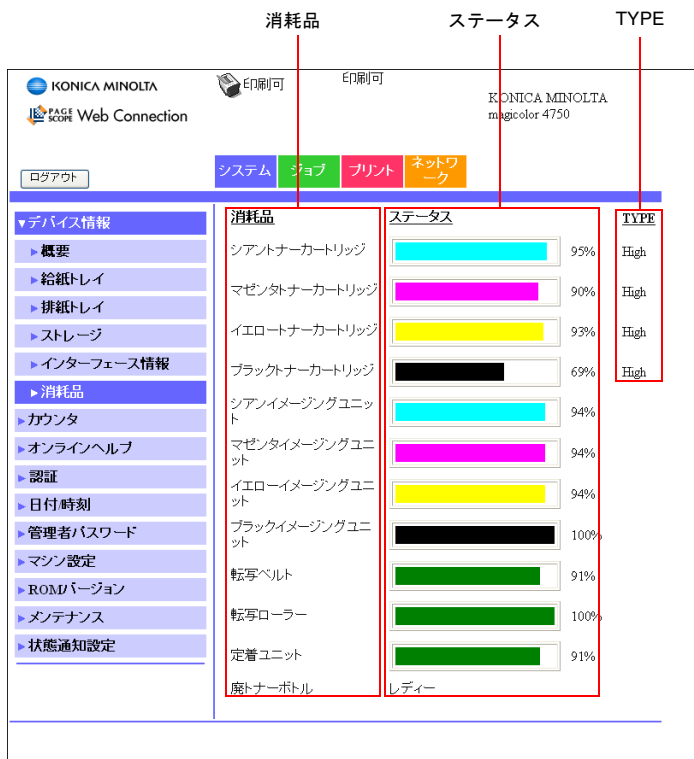 消耗品 ステータス TYPE
KONICA MINOLTA
印刷可 印刷可
KONICA MINOLTA
magicolor 4750
PAGE SCOPE Web Connection
ログアウト
システム ジョブ プリント ネットワ
ーク
▼デバイス情報
▶概要
▶給紙トレイ
▶排紙トレイ
▶ストレージ
▶インターフェース情報
▶消耗品
▶カウンタ
▶オンラインヘルプ
▶認証
▶日付/時刻
▶管理者パスワード
▶マシン設定
▶ROMバージョン
▶メンテナンス
▶状態通知設定
消耗品 ステータス TYPE
シアントナーカートリッジ 95% High
マゼンタトナーカートリッジ 90% High
イエロートナーカートリッジ 93% High
ブラックトナーカートリッジ 69% High
シアンイメージングユニッ
ト 94%
マゼンタイメージングユニ
ット 94%
イエローイメージングユニ
ット 94%
ブラックイメージングユニ
ット 100%
転写ベルト 91%
転写ローラー 100%
定着ユニット 91%
廃トナーボトル レディー